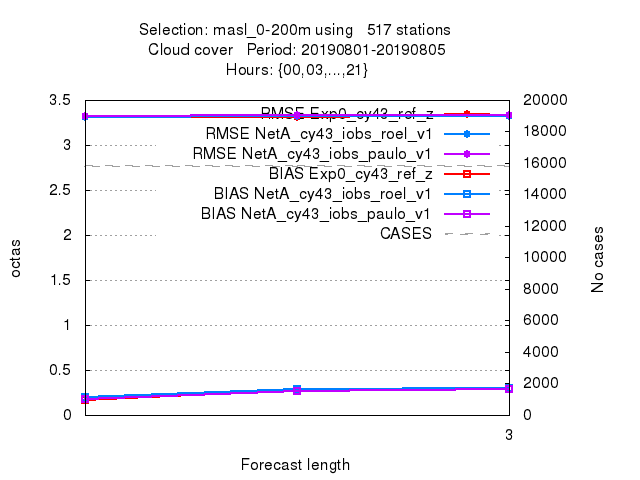 Selection: masl_0-200m using   517 stations
Cloud cover   Period: 20190801-20190805
Hours: {00,03,...,21}
3.5
3
2.5
2
1.5
1
0.5
0
octas
20000
18000
16000
14000
12000
10000
8000
6000
4000
2000
0
No cases
RMSE Exp0_cy43_ref_z
RMSE NetA_cy43_iobs_roel_v1
RMSE NetA_cy43_iobs_paulo_v1
BIAS Exp0_cy43_ref_z
BIAS NetA_cy43_iobs_roel_v1
BIAS NetA_cy43_iobs_paulo_v1
CASES
3
Forecast length